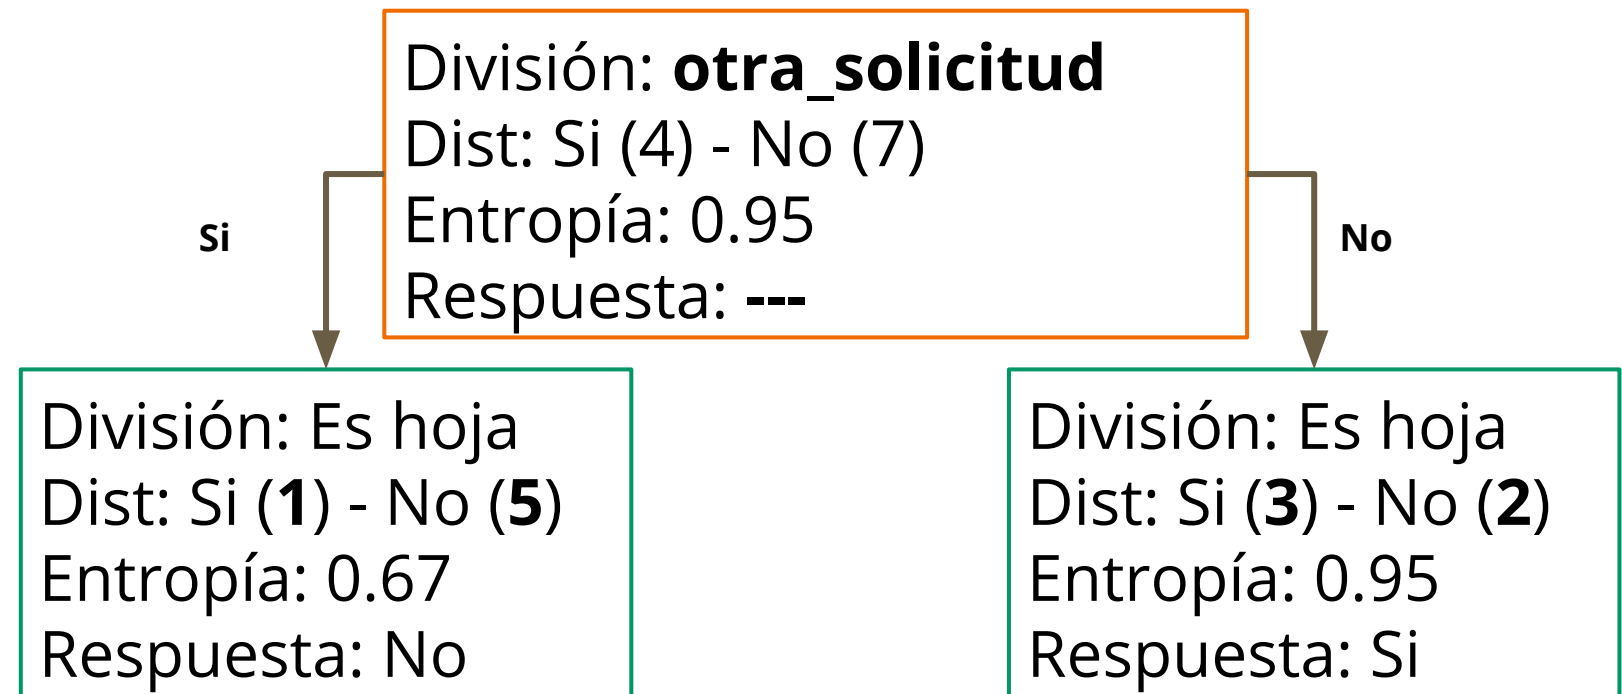 División: otra_solicitud
Dist: Si (4) - No (7)
Entropía: 0.95
Respuesta: ---
Si
No
División: Es hoja
Dist: Si (1) - No (5)
Entropía: 0.67
Respuesta: No
División: Es hoja
Dist: Si (3) - No (2)
Entropía: 0.95
Respuesta: Si